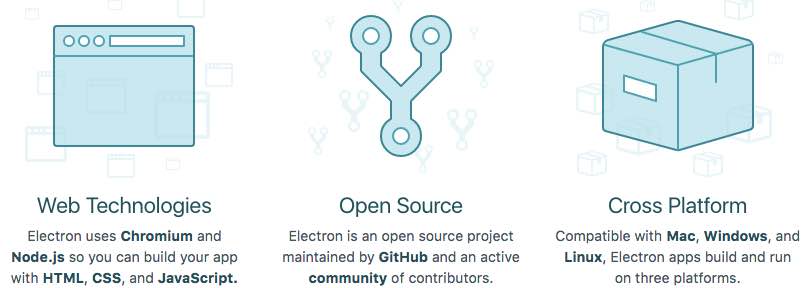 Web Technologies
Electron uses Chromium and
Node.js so you can build your app
with HTML, CSS, and JavaScript.
Open Source
Electron is an open source project
maintained by GitHub and an active
community of contributors.
Cross Platform
Compatible with Mac, Windows, and
Linux, Electron apps build and run
on three platforms.